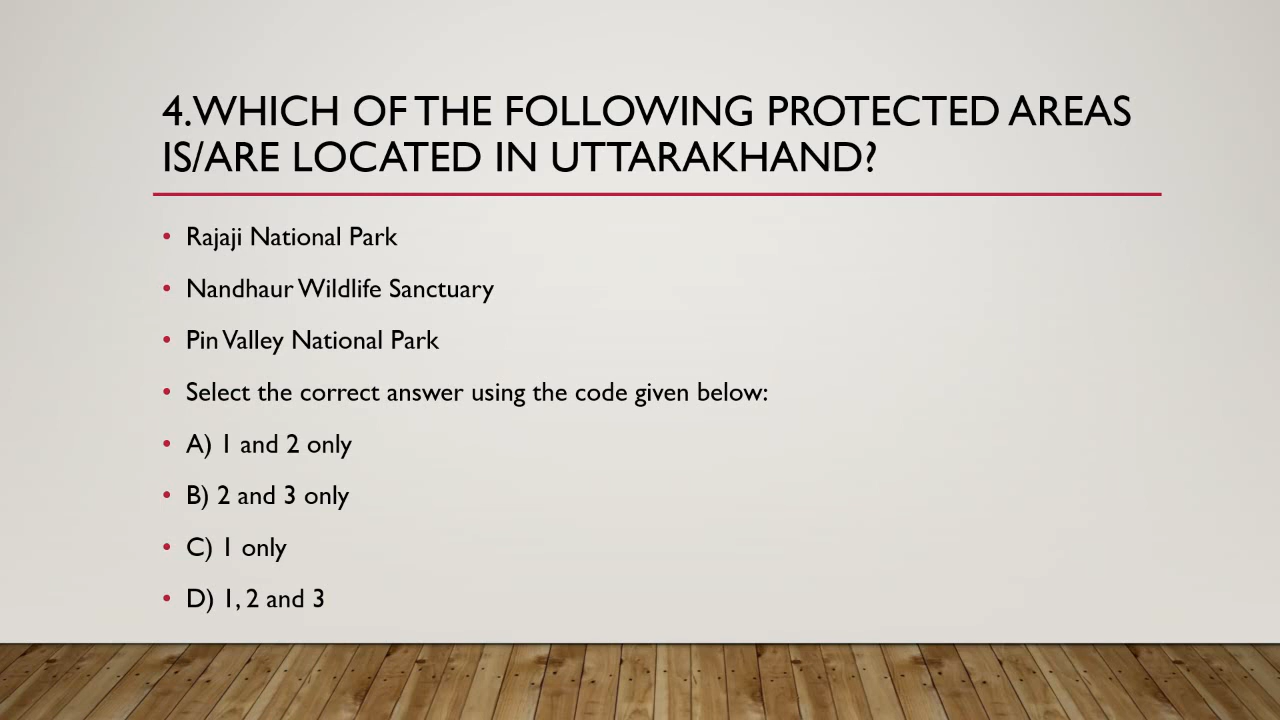 4.WHICH OF THE FOLLOWING PROTECTED AREAS
IS/ARE LOCATED IN UTTARAKHAND?
• Rajaji National Park
• Nandhaur Wildlife Sanctuary
• Pin Valley National Park
• Select the correct answer using the code given below:
• A) 1 and 2 only
• B) 2 and 3 only
• C) 1 only
• D) 1, 2 and 3